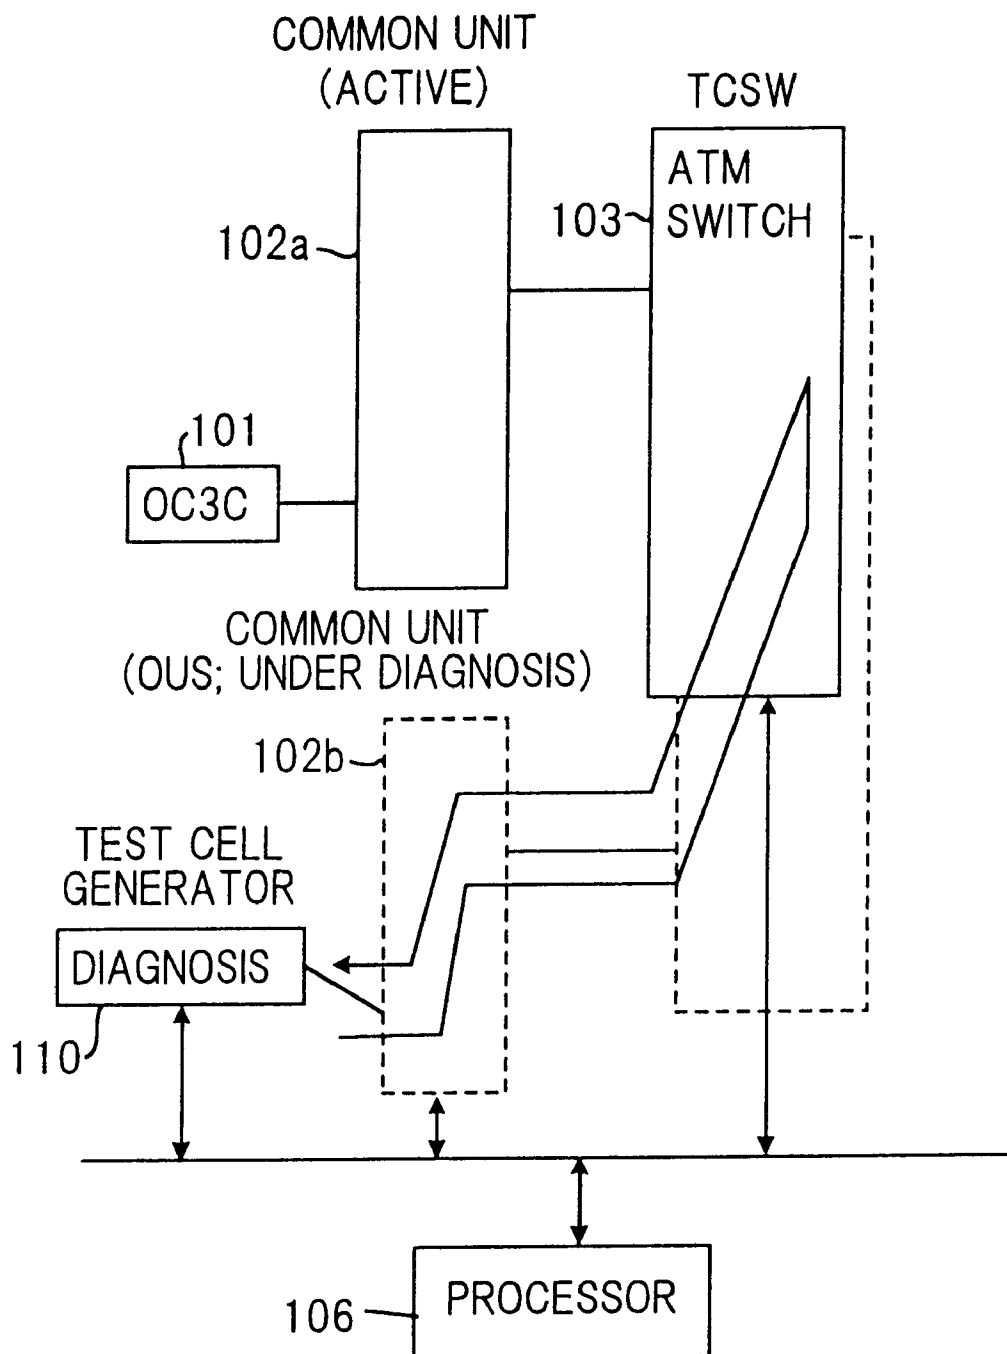 COMMON UNIT
(ACTIVE)
TCSW
ATM
SWITCH
103
102a
101
OC3C
COMMON UNIT
(OUS; UNDER DIAGNOSIS)
102b
TEST CELL
GENERATOR
DIAGNOSIS
110
PROCESSOR
106